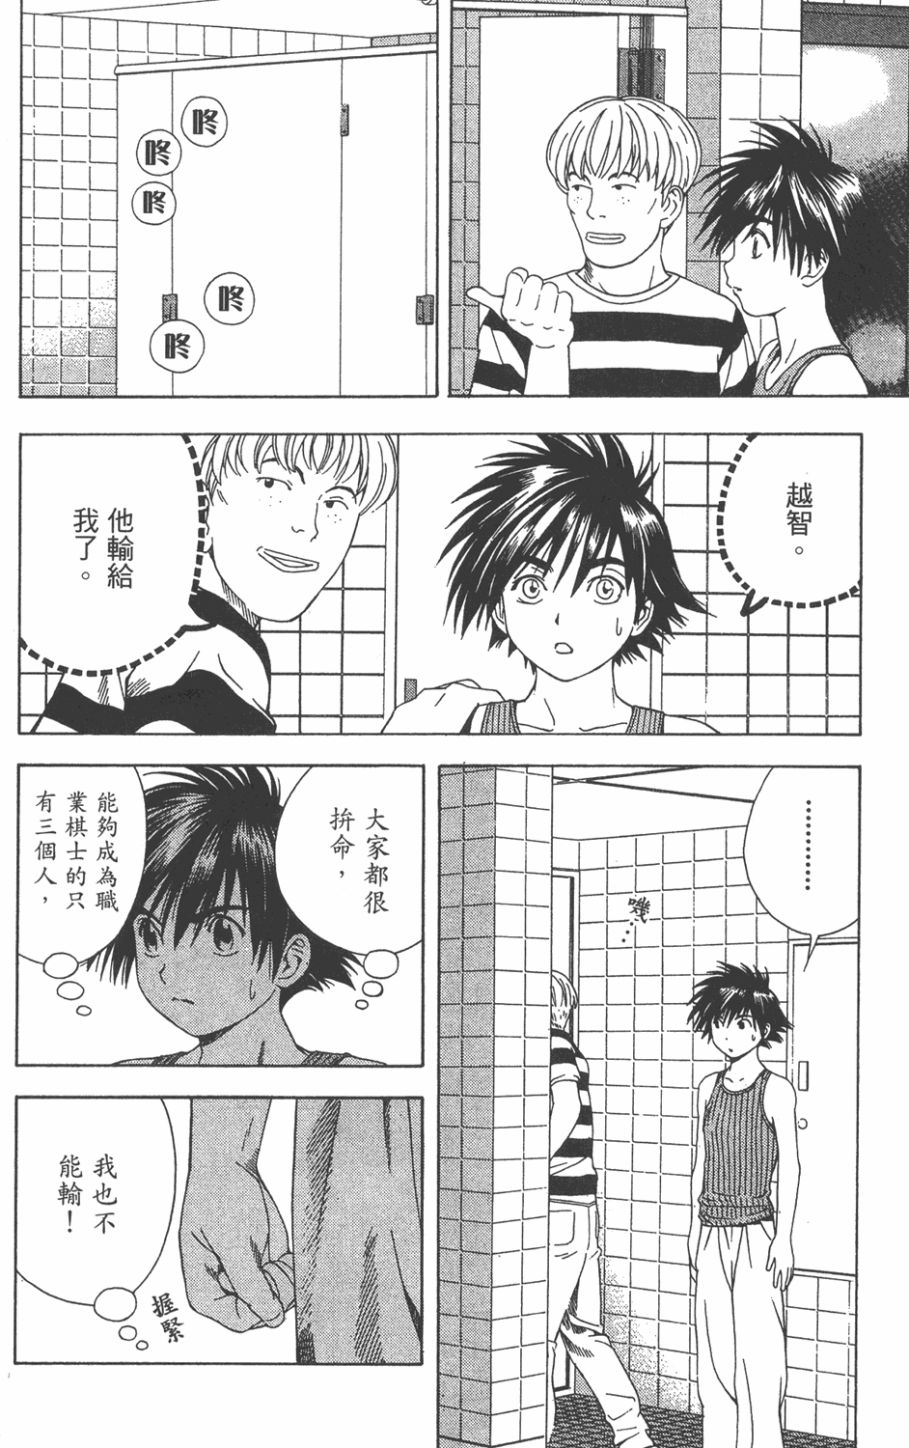 咚
咚
咚
咚
咚
越智。
他輸給
我了。
…………
嘰…
大家都很
拚命，
能夠成為職
業棋士的只
有三個人，
我也不
能輸！
握緊